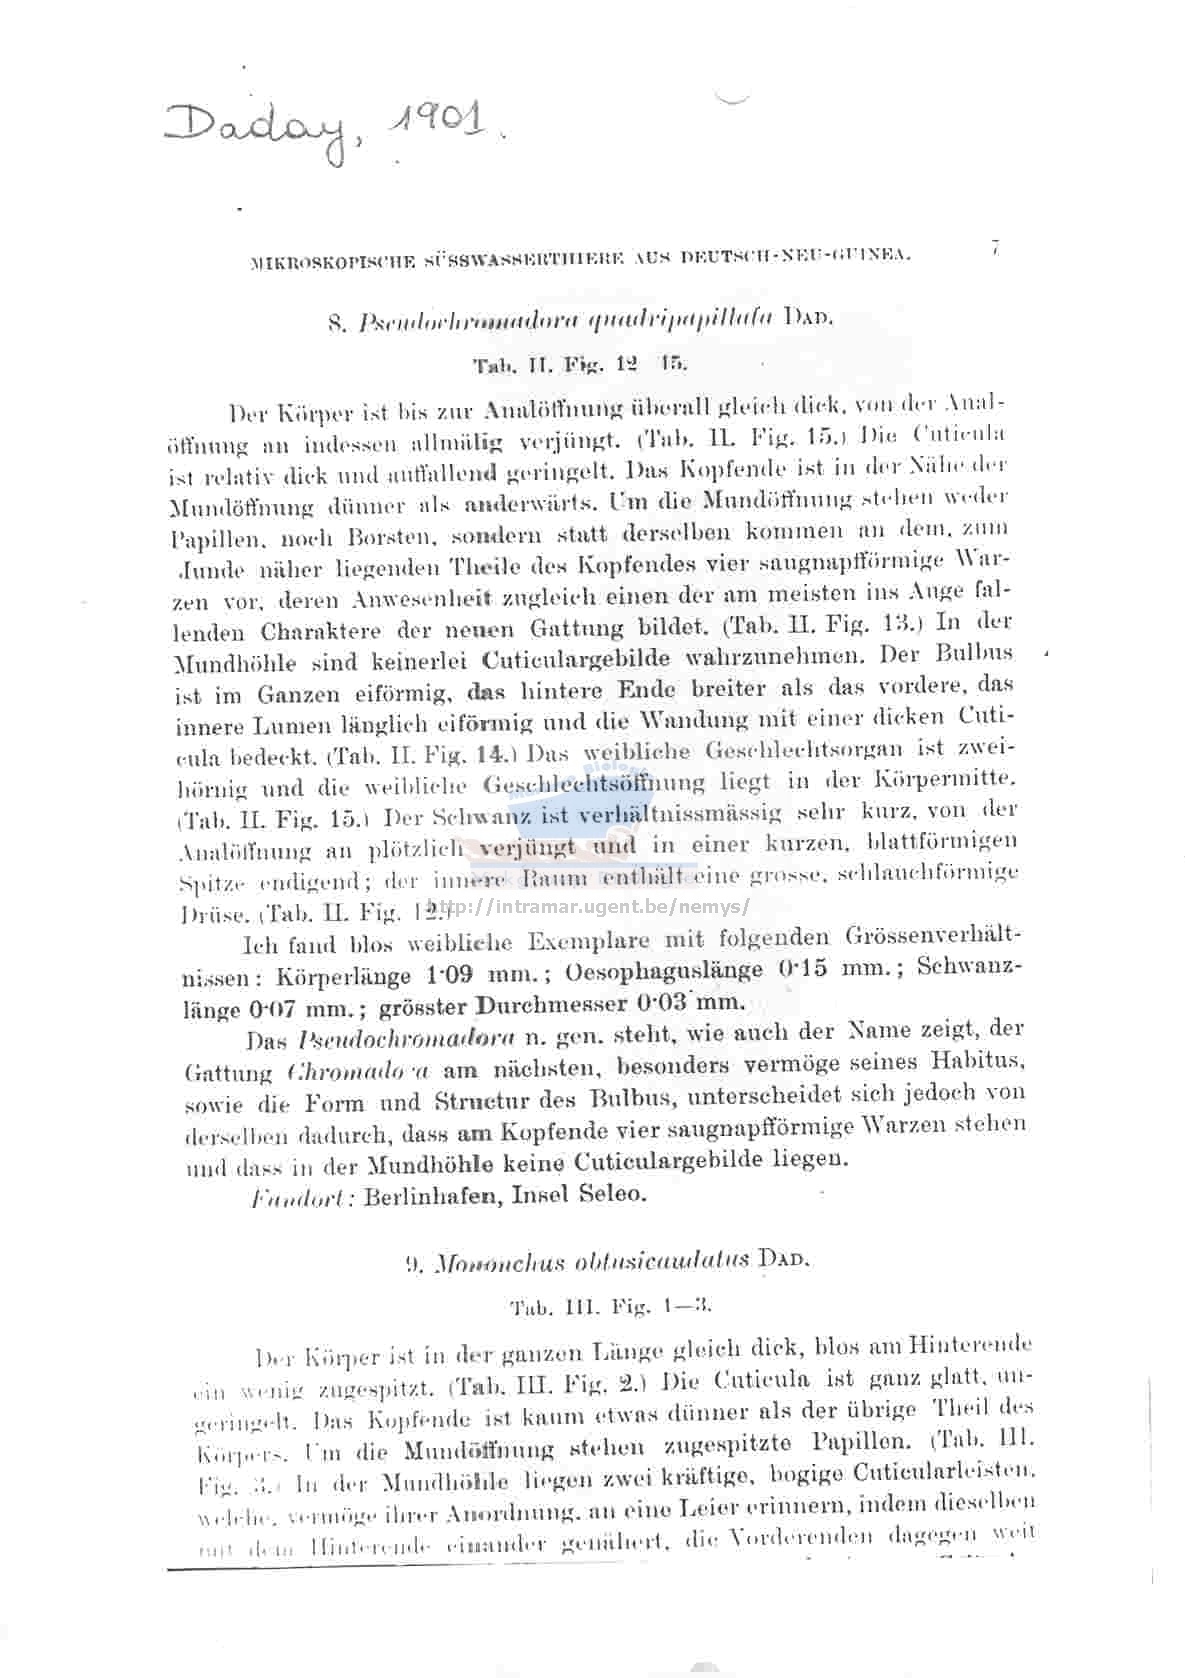 Daday, 1901.
MIKROSKOPISCHE SÜSSWASSERTHIERE AUS DEUTSCH-NEU-GUINEA. 7
8. Pseudochromadora quadripapillata DAD.
Tab. II. Fig. 12 15.
Der Körper ist bis zur Analöffnung überall gleich dick, von der Anal-
öffnung an indessen allmälig verjüngt. (Tab. II. Fig. 15.) Die Cuticula
ist relativ dick und auffallend geringelt. Das Kopfende ist in der Nähe der
Mundöffnung dünner als anderwärts. Um die Mundöffnung stehen weder
Papillen, noch Borsten, sondern statt derselben kommen an dem, zum
Munde näher liegenden Theile des Kopfendes vier saugnapfförmige War-
zen vor, deren Anwesenheit zugleich einen der am meisten ins Auge fal-
lenden Charaktere der neuen Gattung bildet. (Tab. II. Fig. 13.) In der
Mundhöhle sind keinerlei Cuticulargebilde wahrzunehmen. Der Bulbus
ist im Ganzen eiförmig, das hintere Ende breiter als das vordere, das
innere Lumen länglich eiförmig und die Wandung mit einer dicken Cuti-
cula bedeckt. (Tab. II. Fig. 14.) Das weibliche Geschlechtsorgan ist zwei-
hörnig und die weibliche Geschlechtsöffnung liegt in der Körpermitte.
(Tab. II. Fig. 15.) Der Schwanz ist verhältnissmässig sehr kurz, von der
Analöffnung an plötzlich verjüngt und in einer kurzen, blattförmigen
Spitze endigend; der innere Raum enthält eine grosse, schlauchförmige
Drüse. (Tab. II. Fig. 12.)
http://intramar.ugent.be/nemys/
Ich fand blos weibliche Exemplare mit folgenden Grössenverhält-
nissen: Körperlänge 1·09 mm.; Oesophaguslänge 0·15 mm.; Schwanz-
länge 0·07 mm.; grösster Durchmesser 0·03 mm.
Das Pseudochromadora n. gen. steht, wie auch der Name zeigt, der
Gattung Chromadora am nächsten, besonders vermöge seines Habitus,
sowie die Form und Structur des Bulbus, unterscheidet sich jedoch von
derselben dadurch, dass am Kopfende vier saugnapfförmige Warzen stehen
und dass in der Mundhöhle keine Cuticulargebilde liegen.
Fundort: Berlinhafen, Insel Seleo.
9. Mononchus obtusicaudatus DAD.
Tab. III. Fig. 1—3.
Der Körper ist in der ganzen Länge gleich dick, blos am Hinterende
ein wenig zugespitzt. (Tab. III. Fig. 2.) Die Cuticula ist ganz glatt, un-
geringelt. Das Kopfende ist kaum etwas dünner als der übrige Theil des
Körpers. Um die Mundöffnung stehen zugespitzte Papillen. (Tab. III.
Fig. 3.) In der Mundhöhle liegen zwei kräftige, bogige Cuticularleisten,
welche, vermöge ihrer Anordnung, an eine Leier erinnern, indem dieselben
mit dem Hinterende einander genähert, die Vorderenden dagegen weit